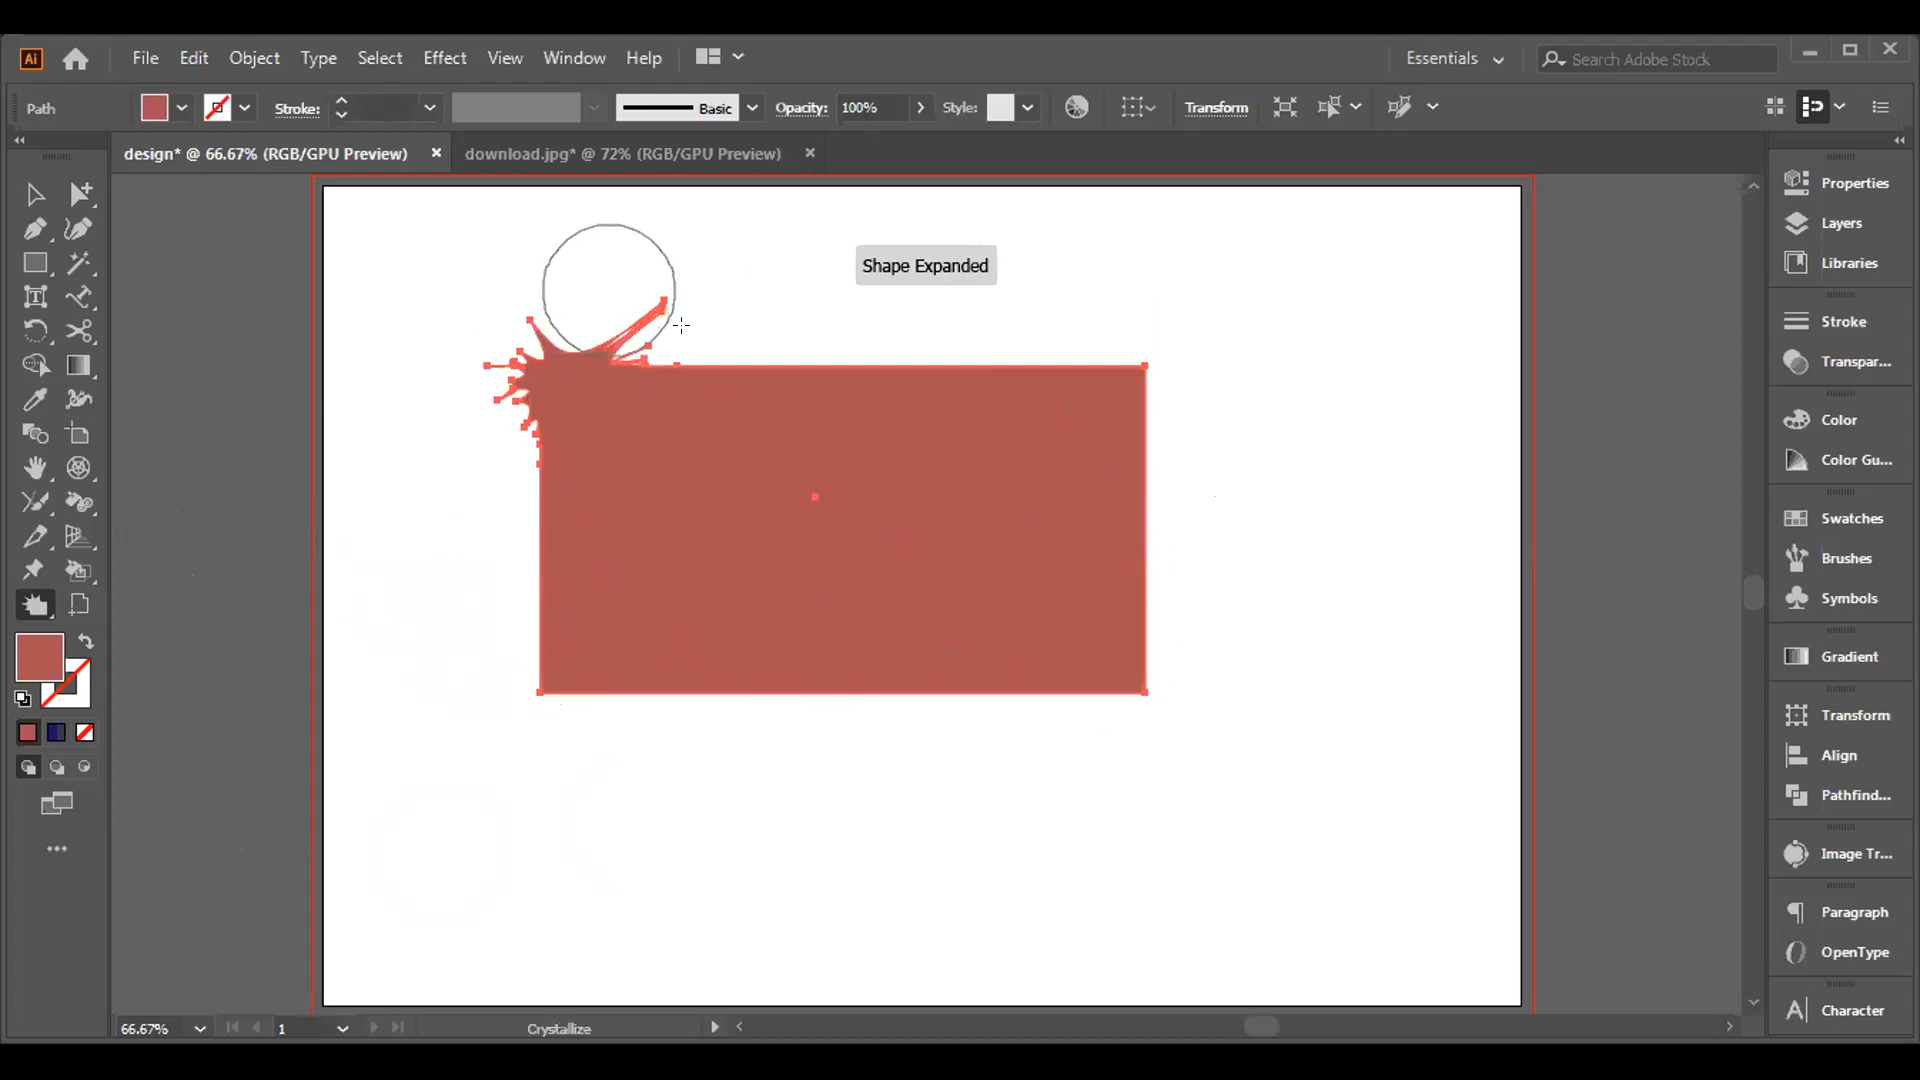 Ai
File Edit Object Type Select Effect View Window Help
Essentials
Search Adobe Stock
Path
Stroke:
Basic
Opacity: 100%
Style:
Transform
design* @ 66.67% (RGB/GPU Preview)
download.jpg* @ 72% (RGB/GPU Preview)
Shape Expanded
Properties
Layers
Libraries
Stroke
Transpar...
Color
Color Gu...
Swatches
Brushes
Symbols
Gradient
Transform
Align
Pathfind...
Image Tr...
Paragraph
OpenType
Character
66.67%
1
Crystallize